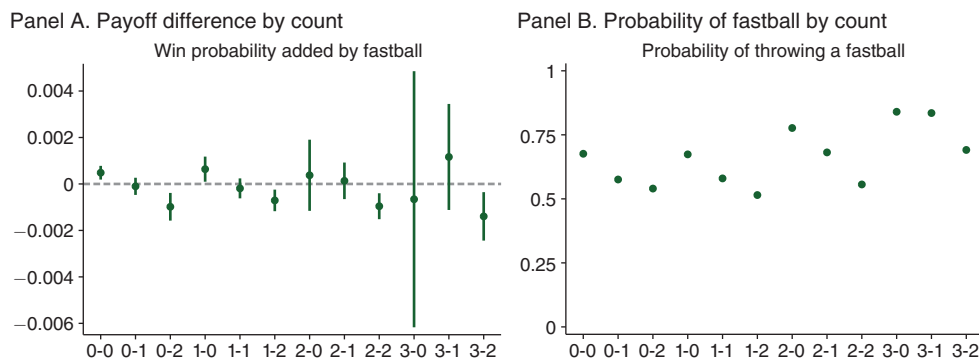 Panel A. Payoff difference by count
Win probability added by fastball
0.004
0.002
0
−0.002
−0.004
−0.006
0-0 0-1 0-2 1-0 1-1 1-2 2-0 2-1 2-2 3-0 3-1 3-2
Panel B. Probability of fastball by count
Probability of throwing a fastball
1
0.75
0.5
0.25
0
0-0 0-1 0-2 1-0 1-1 1-2 2-0 2-1 2-2 3-0 3-1 3-2